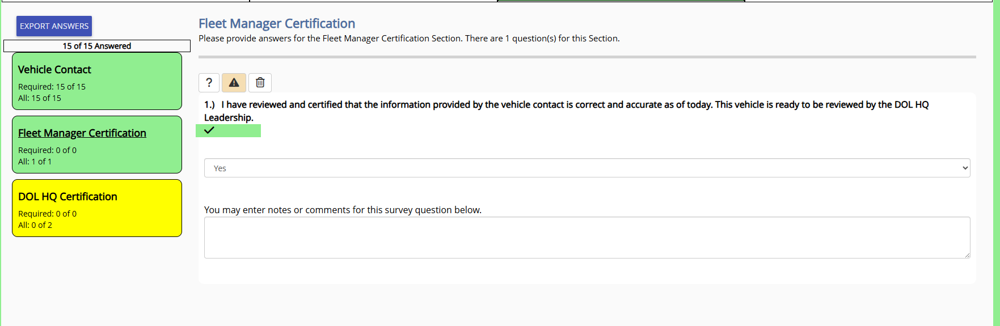 EXPORT ANSWERS
15 of 15 Answered
Vehicle Contact
Required: 15 of 15
All: 15 of 15
Fleet Manager Certification
Required: 0 of 0
All: 1 of 1
DOL HQ Certification
Required: 0 of 0
All: 0 of 2
Fleet Manager Certification
Please provide answers for the Fleet Manager Certification Section. There are 1 question(s) for this Section.
?
1.) I have reviewed and certified that the information provided by the vehicle contact is correct and accurate as of today. This vehicle is ready to be reviewed by the DOL HQ
Leadership.
Yes
You may enter notes or comments for this survey question below.